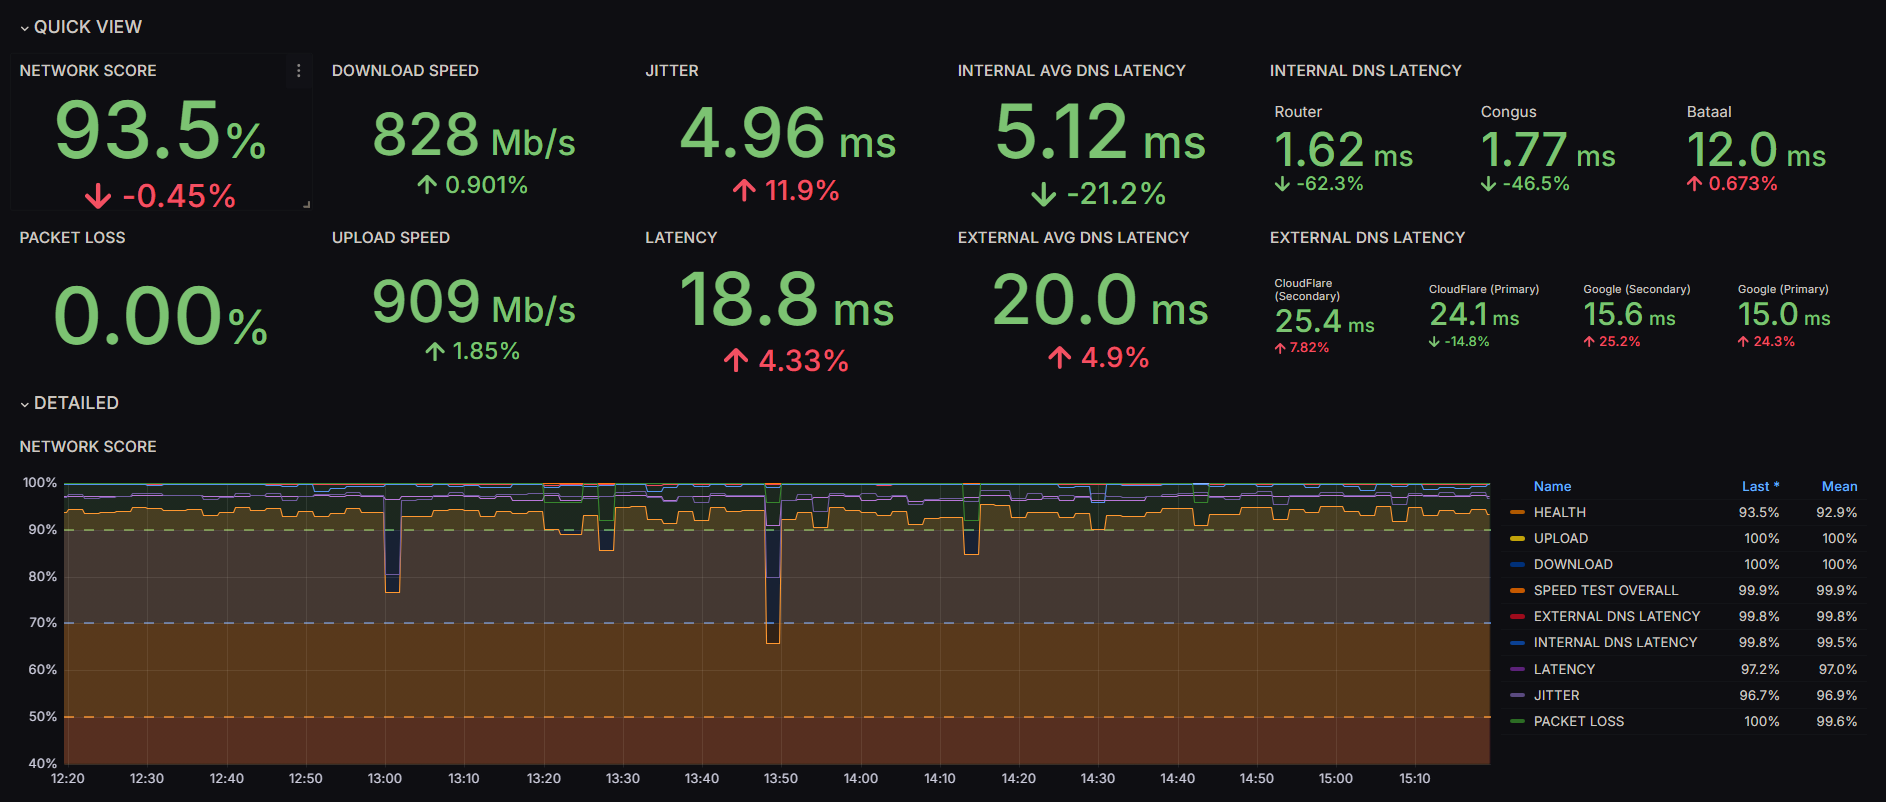 QUICK VIEW
NETWORK SCORE
93.5%
-0.45%
DOWNLOAD SPEED
828 Mb/s
0.901%
JITTER
4.96 ms
11.9%
INTERNAL AVG DNS LATENCY
5.12 ms
-21.2%
INTERNAL DNS LATENCY
Router
1.62 ms
-62.3%
Congus
1.77 ms
-46.5%
Bataal
12.0 ms
0.673%
PACKET LOSS
0.00%
UPLOAD SPEED
909 Mb/s
1.85%
LATENCY
18.8 ms
4.33%
EXTERNAL AVG DNS LATENCY
20.0 ms
4.9%
EXTERNAL DNS LATENCY
CloudFlare
(Secondary)
25.4 ms
7.82%
CloudFlare (Primary)
24.1 ms
-14.8%
Google (Secondary)
15.6 ms
25.2%
Google (Primary)
15.0 ms
24.3%
DETAILED
NETWORK SCORE
100%
90%
80%
70%
60%
50%
40%
12:20 12:30 12:40 12:50 13:00 13:10 13:20 13:30 13:40 13:50 14:00 14:10 14:20 14:30 14:40 14:50 15:00 15:10
Name Last * Mean
HEALTH 93.5% 92.9%
UPLOAD 100% 100%
DOWNLOAD 100% 100%
SPEED TEST OVERALL 99.9% 99.9%
EXTERNAL DNS LATENCY 99.8% 99.8%
INTERNAL DNS LATENCY 99.8% 99.5%
LATENCY 97.2% 97.0%
JITTER 96.7% 96.9%
PACKET LOSS 100% 99.6%